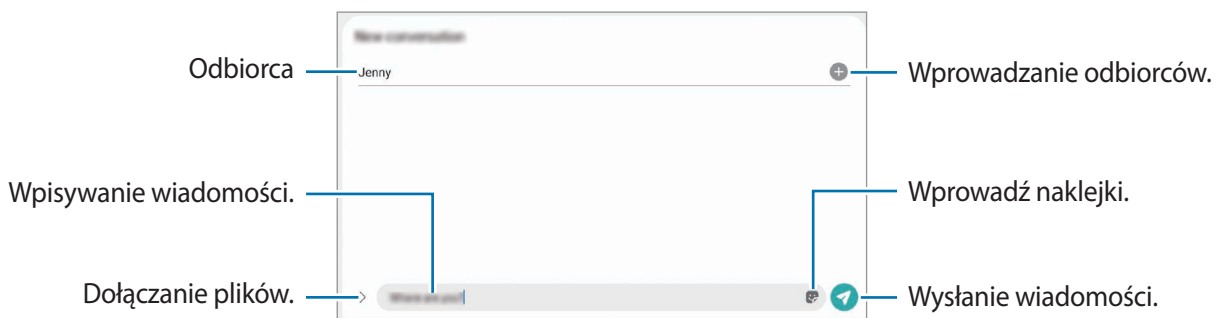 New conversation
Odbiorca
Jenny
Wprowadzanie odbiorców.
Wpisywanie wiadomości.
Wprowadź naklejki.
Dołączanie plików.
Where are you?
Wysłanie wiadomości.